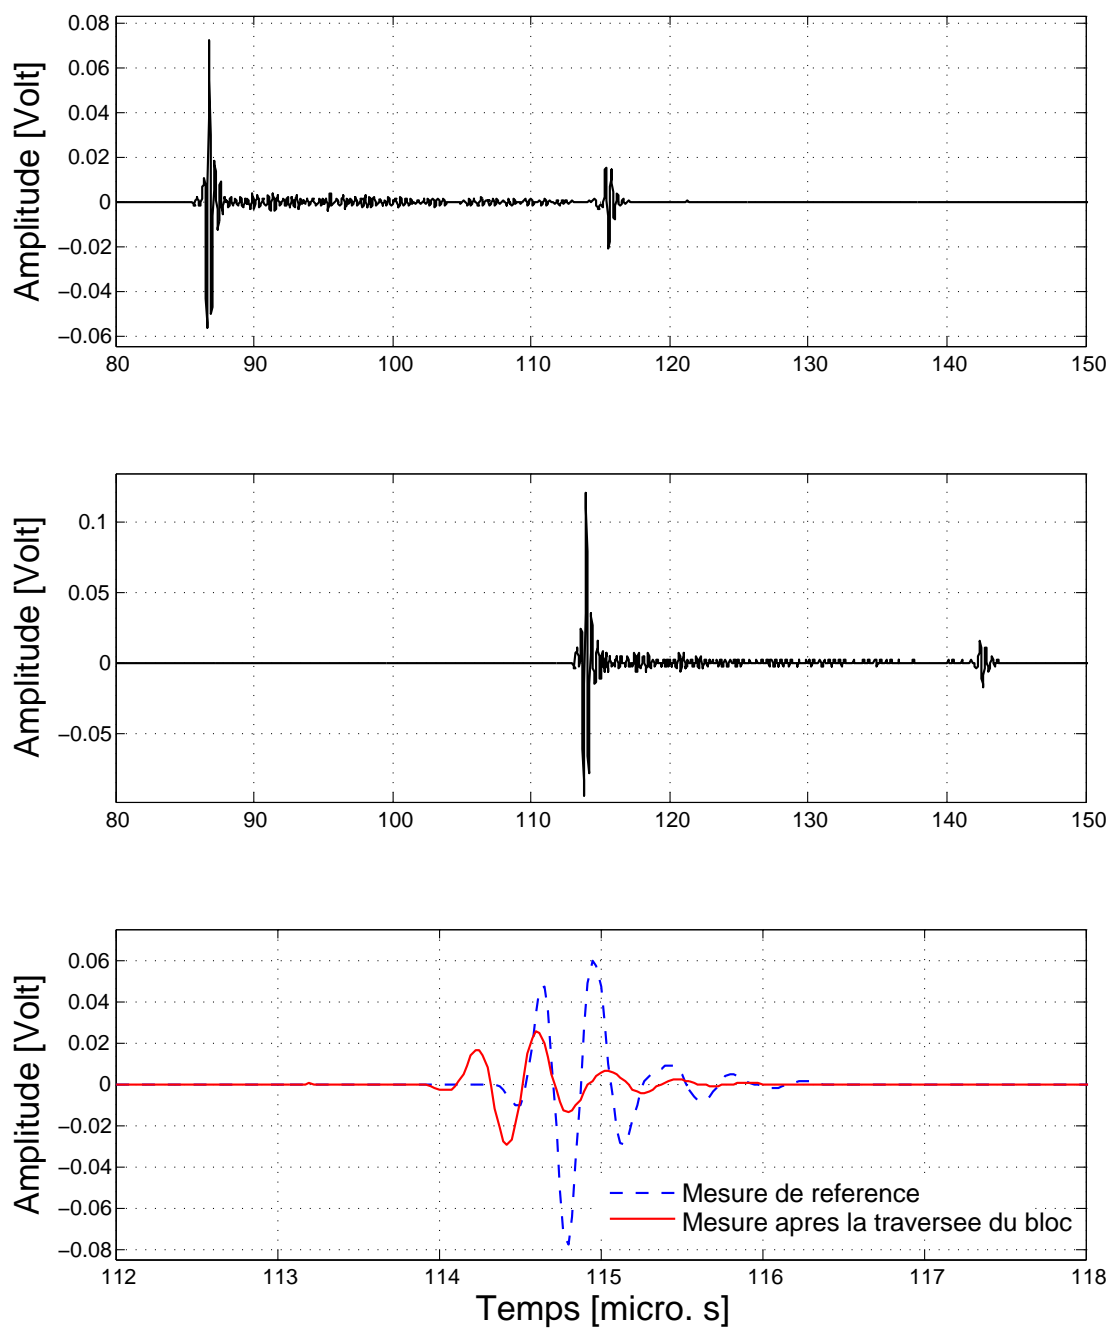 0.08
0.06
0.04
0.02
0
−0.02
−0.04
−0.06
Amplitude [Volt]
80 90 100 110 120 130 140 150
0.1
0.05
0
−0.05
Amplitude [Volt]
80 90 100 110 120 130 140 150
0.06
0.04
0.02
0
−0.02
−0.04
−0.06
−0.08
Amplitude [Volt]
Mesure de reference
Mesure apres la traversee du bloc
112 113 114 115 116 117 118
Temps [micro. s]